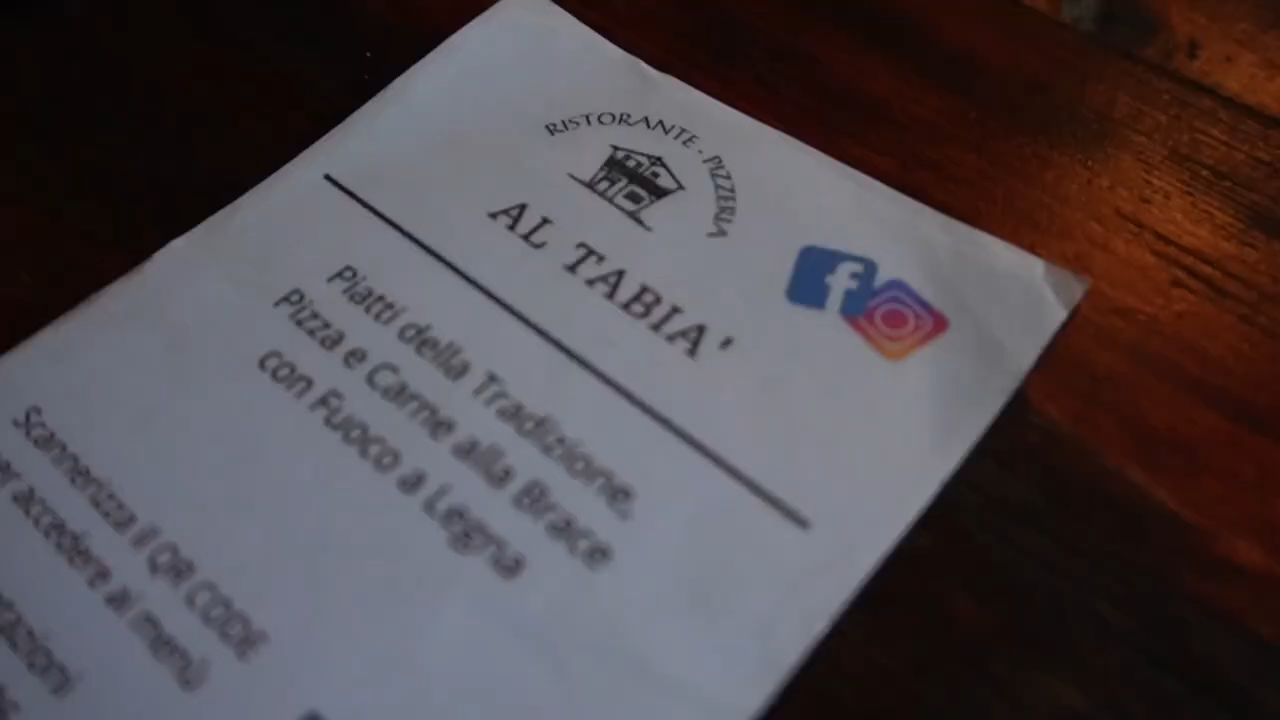 RISTORANTE · PIZZERIA
AL TABIA'
Piatti della Tradizione,
Pizza e Carne alla Brace
con Fuoco a Legna
Scannerizza il QR CODE
accedere al menù